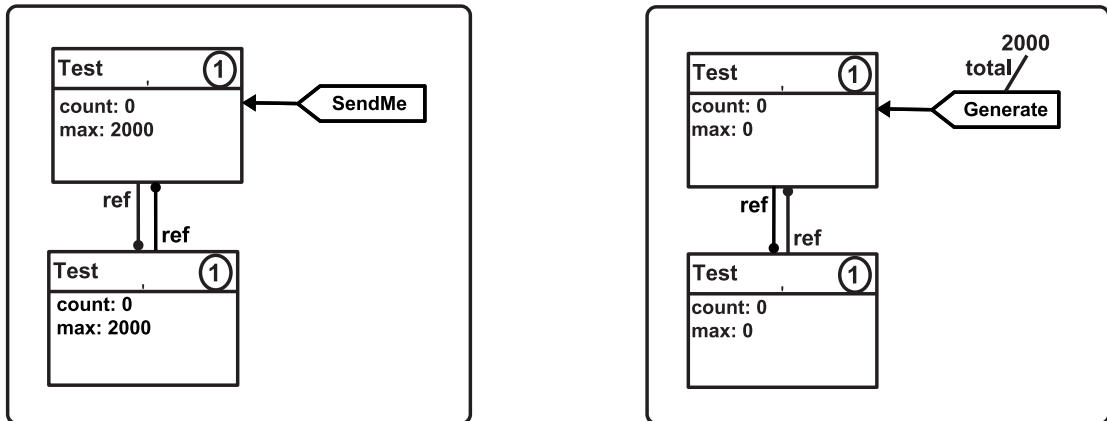 Test 1
count: 0
max: 2000
SendMe
ref
ref
Test 1
count: 0
max: 2000
2000
total
Test 1
count: 0
max: 0
Generate
ref
ref
Test 1
count: 0
max: 0